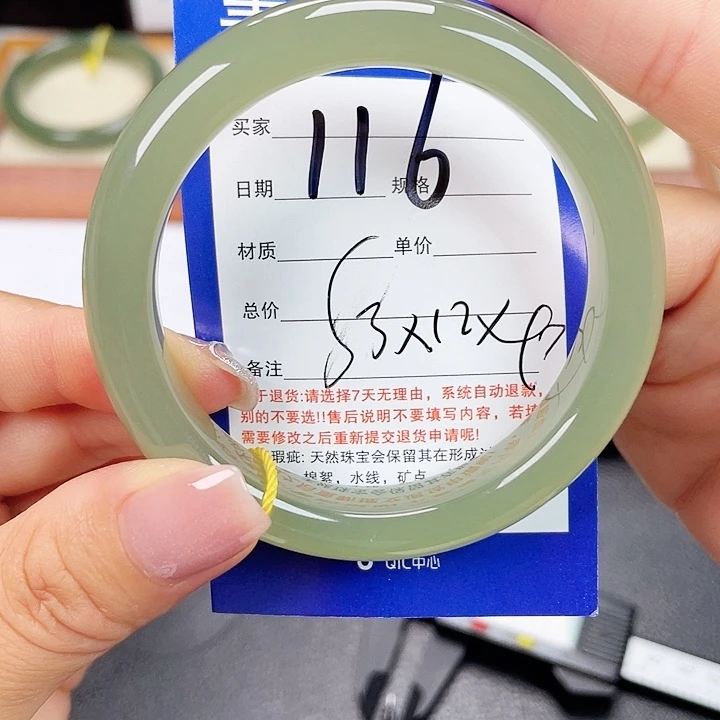 买家
116
日期 规格
材质 单价
总价
53x12x
备注
于退货:请选择7天无理由，系统自动退款，
别的不要选!!售后说明不要填写内容，若填
需要修改之后重新提交退货申请呢!
瑕疵: 天然珠宝会保留其在形成
棉絮，水线，矿点
QIC中心